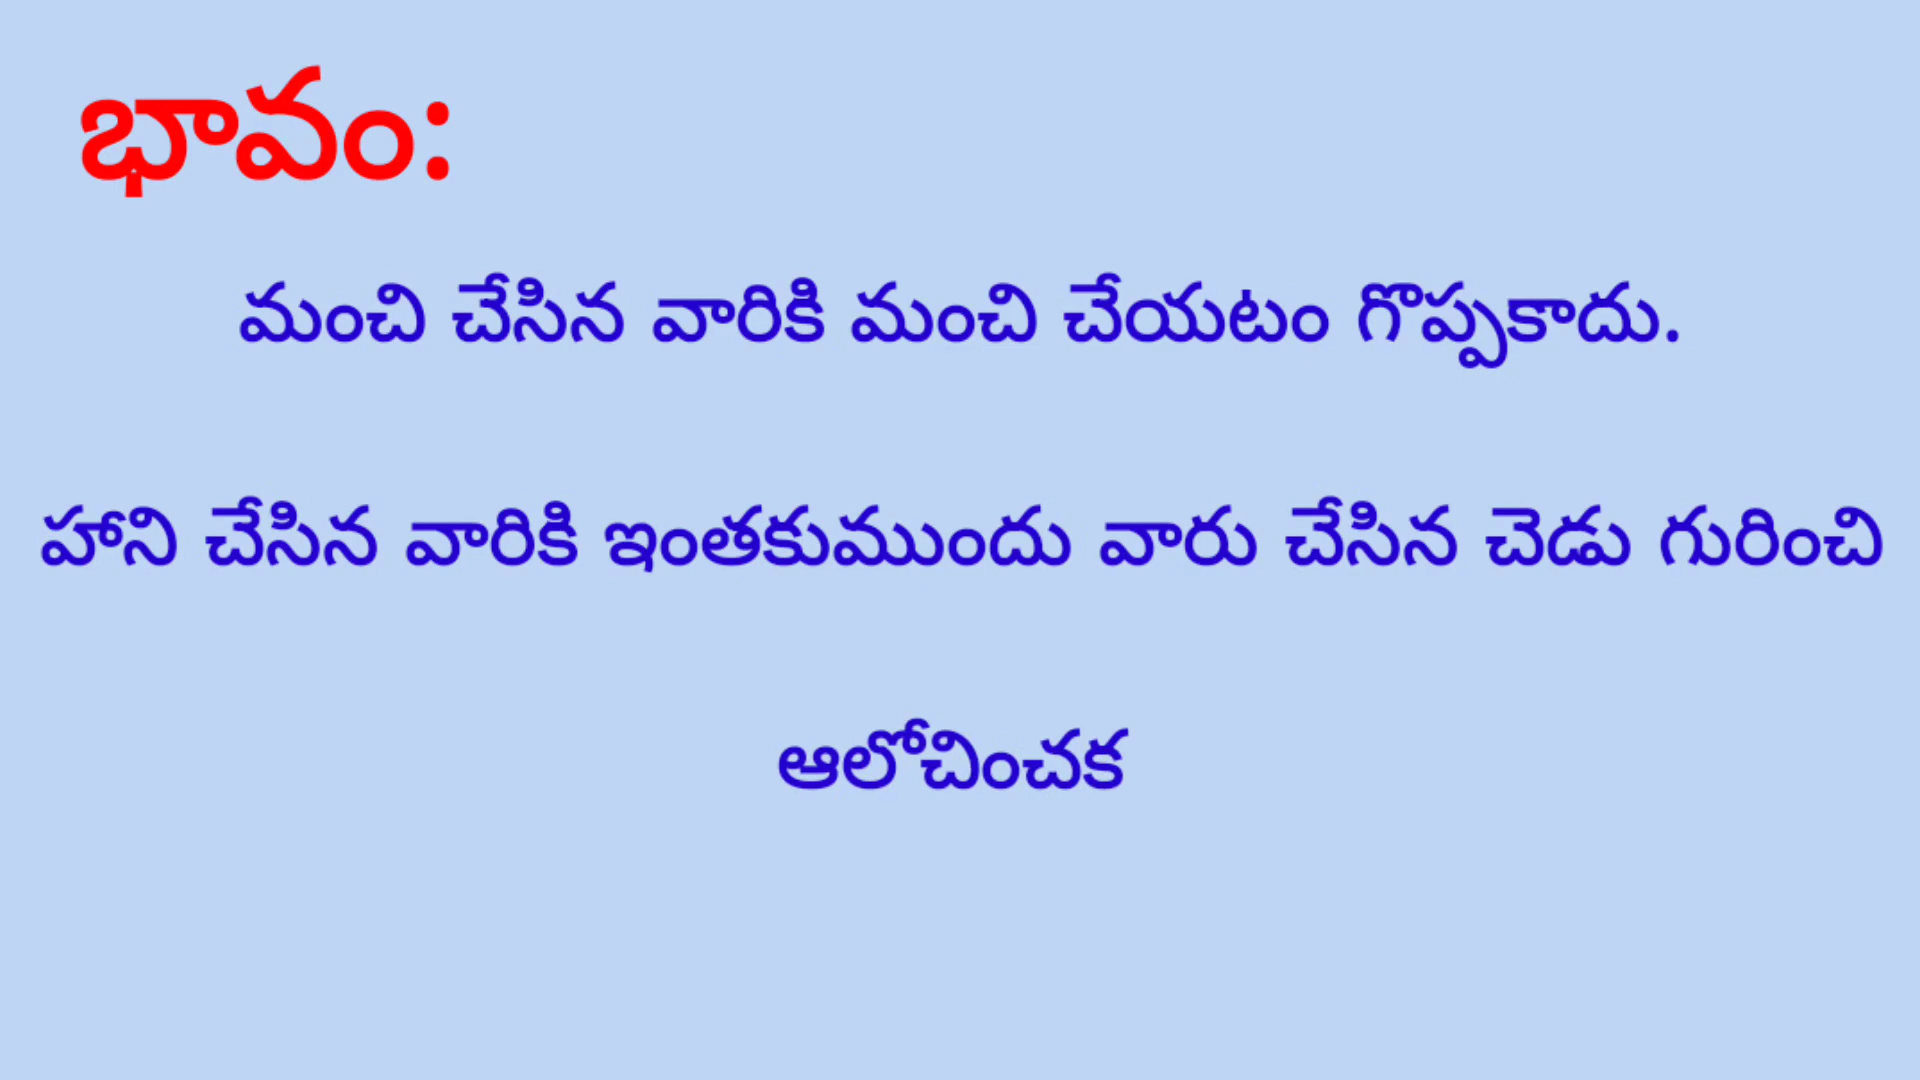 భావం:
మంచి చేసిన వారికి మంచి చేయటం గొప్పకాదు.
హాని చేసిన వారికి ఇంతకుముందు వారు చేసిన చెడు గురించి
ఆలోచించక